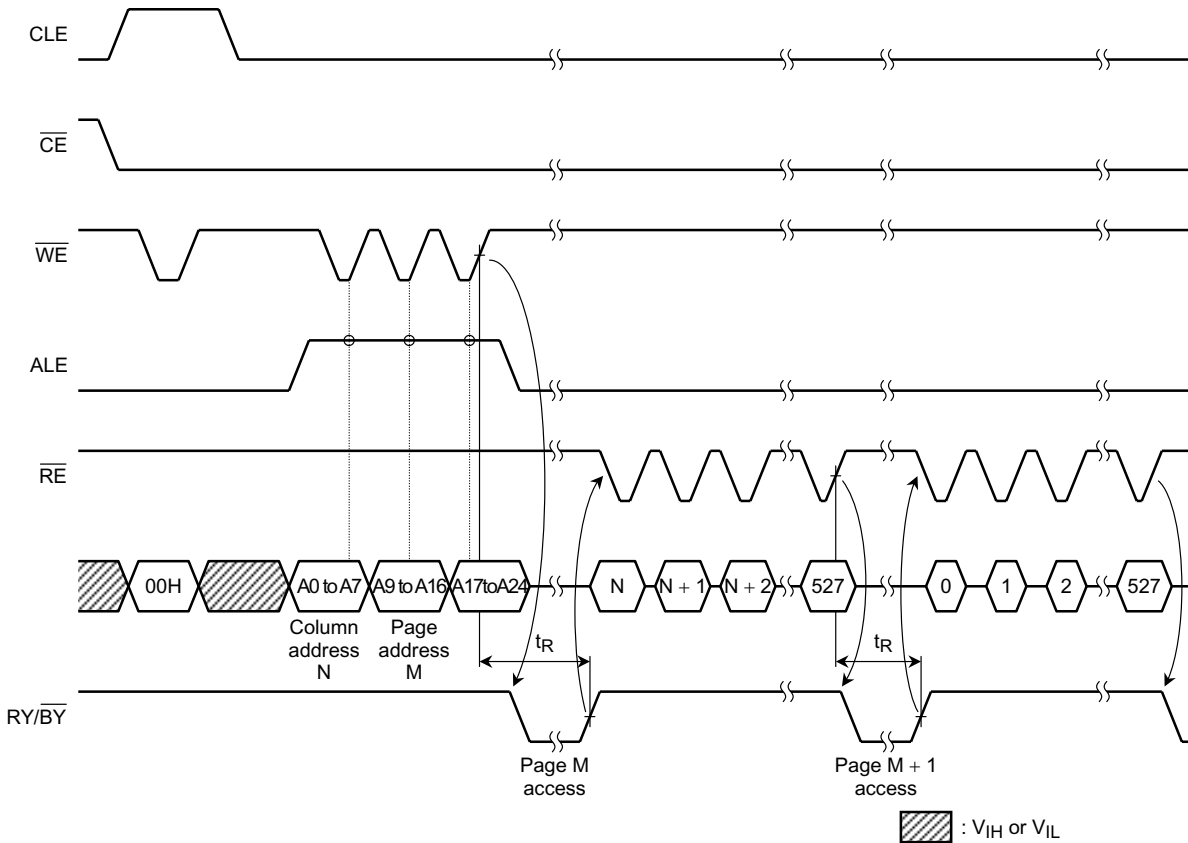 CLE
CE
WE
ALE
RE
00H A0 to A7 A9 to A16 A17 to A24 N N + 1 N + 2 527 0 1 2 527
Column address N
Page address M
tR
tR
RY/BY
Page M access
Page M + 1 access
: VIH or VIL